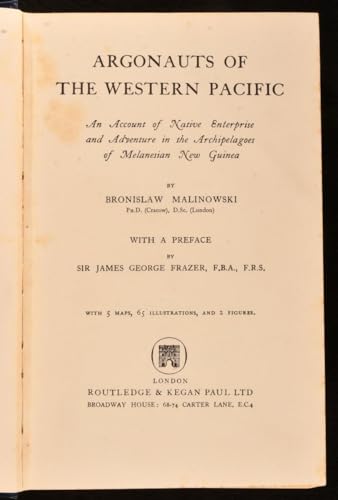 ARGONAUTS OF
THE WESTERN PACIFIC
An Account of Native Enterprise
and Adventure in the Archipelagoes
of Melanesian New Guinea
BY
BRONISLAW MALINOWSKI
Ph.D. (Cracow), D.Sc. (London)
WITH A PREFACE
BY
SIR JAMES GEORGE FRAZER, F.B.A., F.R.S.
WITH 5 MAPS, 65 ILLUSTRATIONS, AND 2 FIGURES.
LONDON
ROUTLEDGE & KEGAN PAUL LTD
BROADWAY HOUSE: 68-74 CARTER LANE, E.C.4